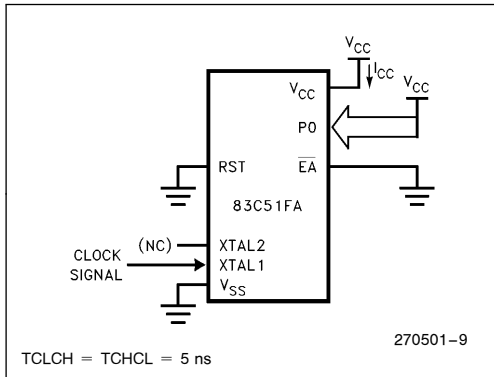 V_CC
I_CC
V_CC
V_CC
P0
RST
E̅A̅
83C51FA
(NC)
XTAL2
CLOCK
SIGNAL
XTAL1
V_SS
270501–9
TCLCH = TCHCL = 5 ns